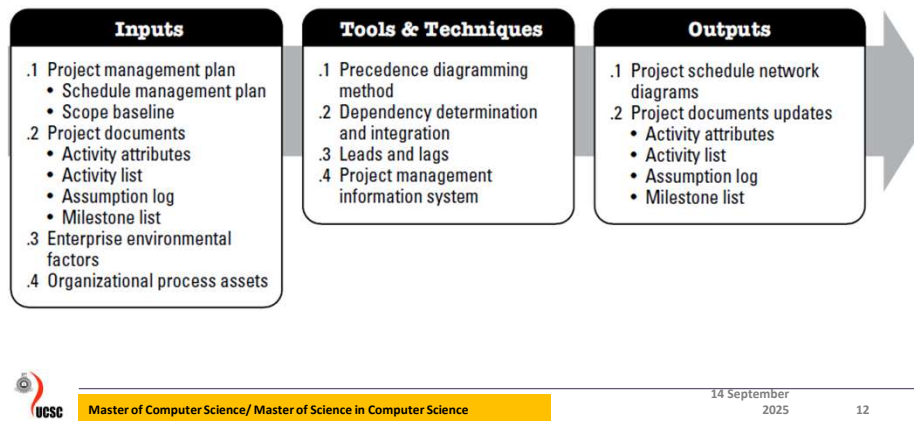 Inputs
.1 Project management plan
• Schedule management plan
• Scope baseline
.2 Project documents
• Activity attributes
• Activity list
• Assumption log
• Milestone list
.3 Enterprise environmental
factors
.4 Organizational process assets
Tools & Techniques
.1 Precedence diagramming
method
.2 Dependency determination
and integration
.3 Leads and lags
.4 Project management
information system
Outputs
.1 Project schedule network
diagrams
.2 Project documents updates
• Activity attributes
• Activity list
• Assumption log
• Milestone list
UCSC
Master of Computer Science/ Master of Science in Computer Science
14 September
2025
12